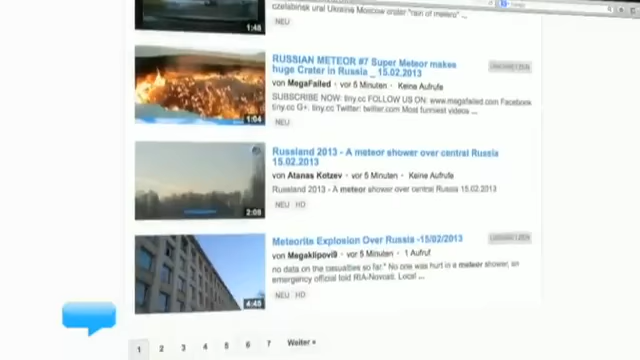 czelabinsk ural Ukraina Moscow crater "rain of metero" ...
NEU
1:48
RUSSIAN METEOR #7 Super Meteor makes
huge Crater in Russia _ 15.02.2013
von MegaFailed • vor 5 Minuten • Keine Aufrufe
SUBSCRIBE NOW: tiny.cc FOLLOW US ON: www.megafailed.com Facebook
tiny.cc G+. tiny.cc Twitter: twitter.com Most funniest videos ...
NEU
1:04
Russland 2013 - A meteor shower over central Russia
15.02.2013
von Atanas Kotzev • vor 5 Minuten • Keine Aufrufe
Russland 2013 - A meteor shower over central Russia 15.02.2013
NEU HD
2:08
Meteorite Explosion Over Russia -15/02/2013
von Megaklipovi9 • vor 5 Minuten • 1 Aufruf
no data on the casualties so far." No one was hurt in a meteor shower, an
emergency official told RIA-Novosti. Local ...
NEU HD
4:45
1 2 3 4 5 6 7 Weiter »